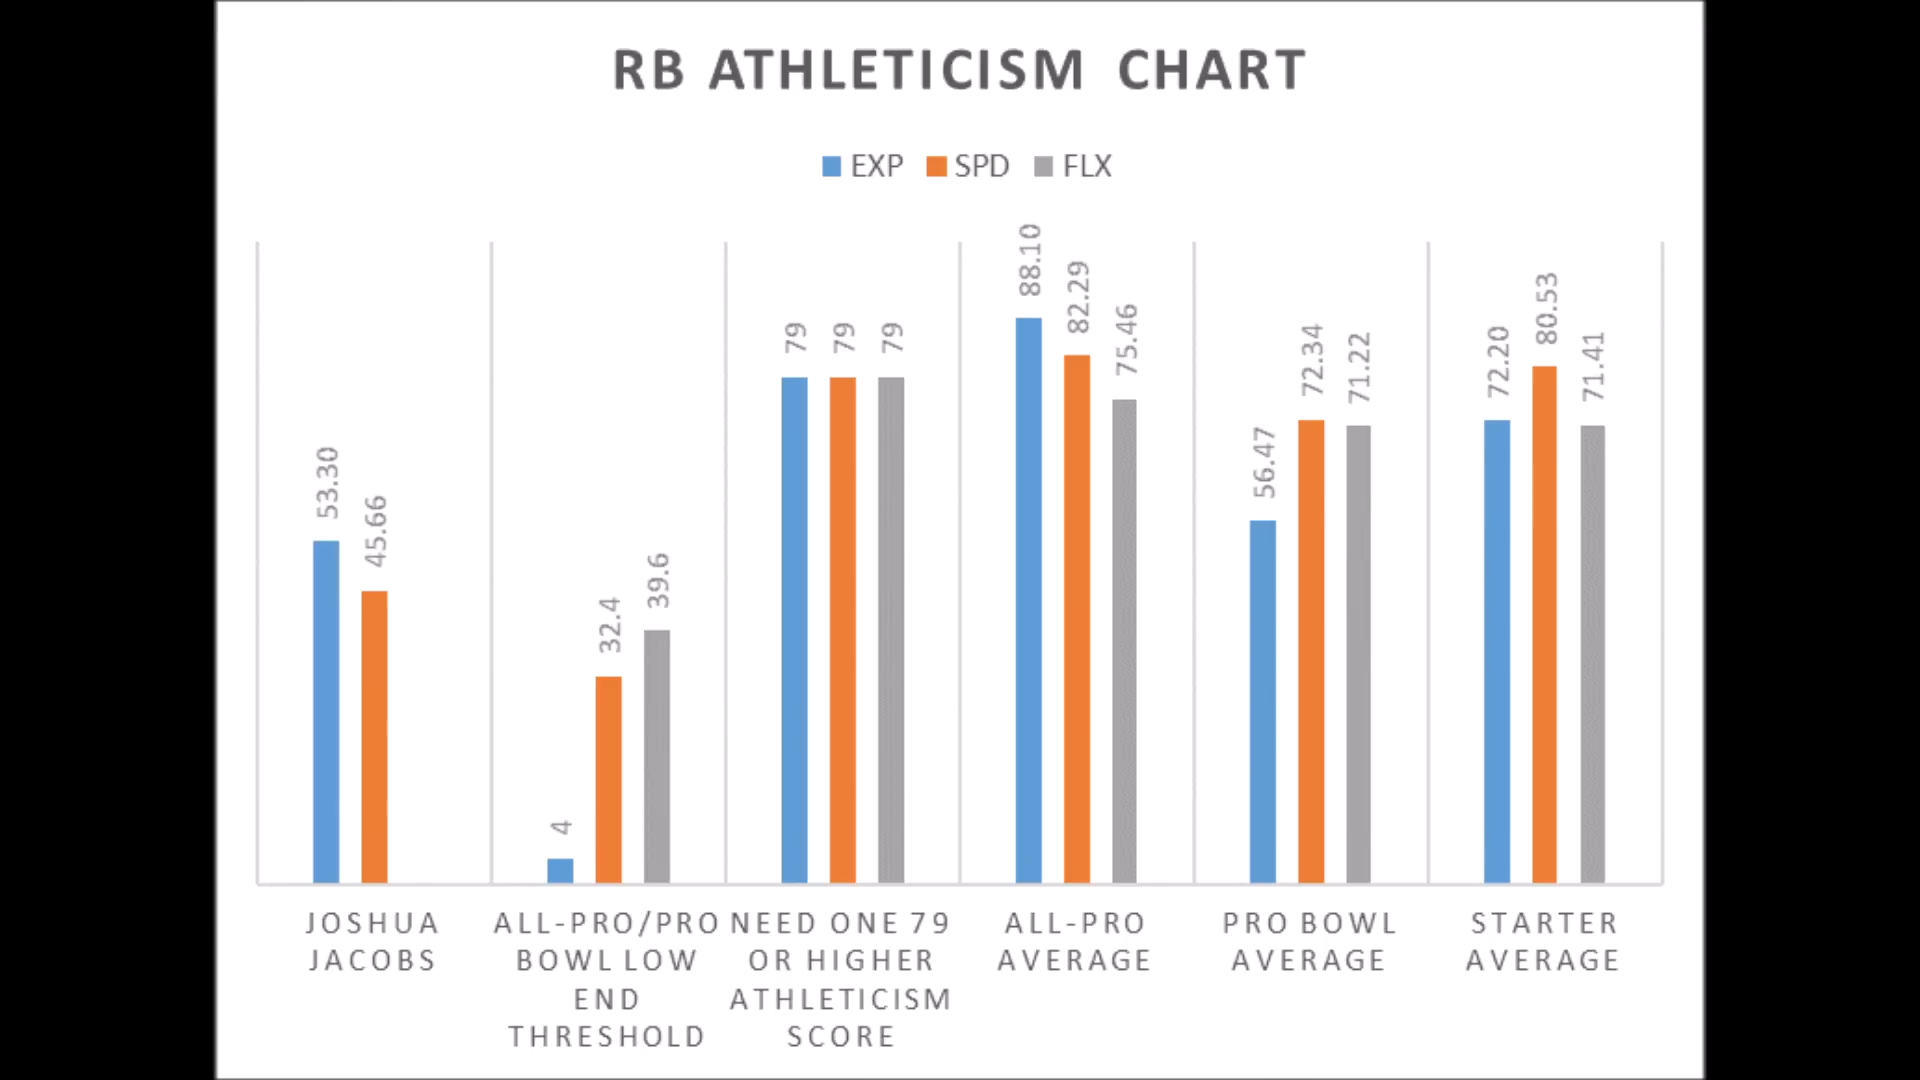 RB ATHLETICISM CHART
EXP SPD FLX
53.30
45.66
4
32.4
39.6
79
79
79
88.10
82.29
75.46
56.47
72.34
71.22
72.20
80.53
71.41
JOSHUA
JACOBS
ALL-PRO/PRO
BOWL LOW
END
THRESHOLD
NEED ONE 79
OR HIGHER
ATHLETICISM
SCORE
ALL-PRO
AVERAGE
PRO BOWL
AVERAGE
STARTER
AVERAGE